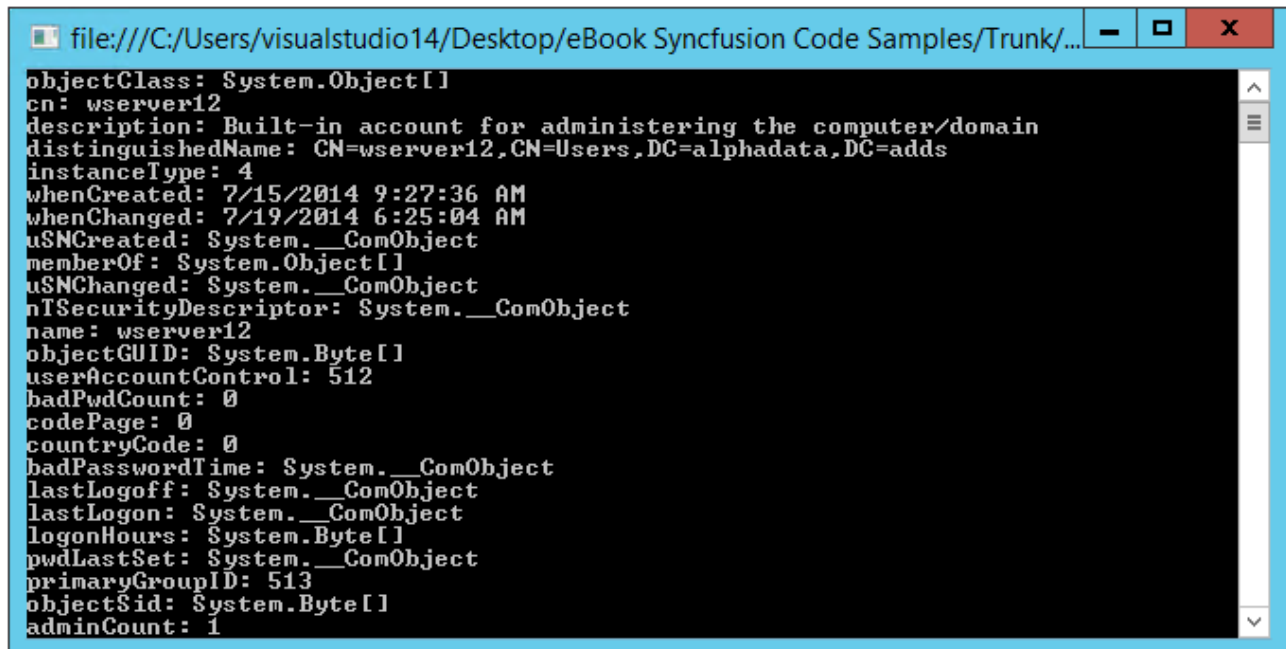 file:///C:/Users/visualstudio14/Desktop/eBook Syncfusion Code Samples/Trunk/...
objectClass: System.Object[]
cn: wserver12
description: Built-in account for administering the computer/domain
distinguishedName: CN=wserver12,CN=Users,DC=alphadata,DC=adds
instanceType: 4
whenCreated: 7/15/2014 9:27:36 AM
whenChanged: 7/19/2014 6:25:04 AM
uSNCreated: System.__ComObject
memberOf: System.Object[]
uSNChanged: System.__ComObject
nTSecurityDescriptor: System.__ComObject
name: wserver12
objectGUID: System.Byte[]
userAccountControl: 512
badPwdCount: 0
codePage: 0
countryCode: 0
badPasswordTime: System.__ComObject
lastLogoff: System.__ComObject
lastLogon: System.__ComObject
logonHours: System.Byte[]
pwdLastSet: System.__ComObject
primaryGroupID: 513
objectSid: System.Byte[]
adminCount: 1